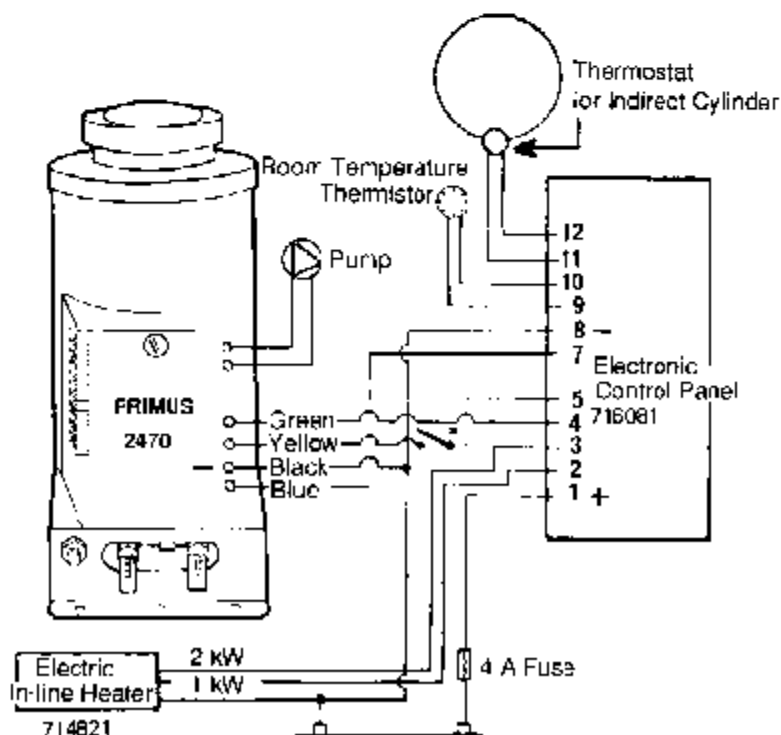 Thermostat
for Indirect Cylinder
Room Temperature
Thermistor
Pump
12
11
10
9
8 –
7
5
4
3
2
1 +
Electronic
Control Panel
716081
PRIMUS
2470
–
Green
Yellow
Black
Blue
2 kW
1 kW
Electric
In-line Heater
714821
4 A Fuse